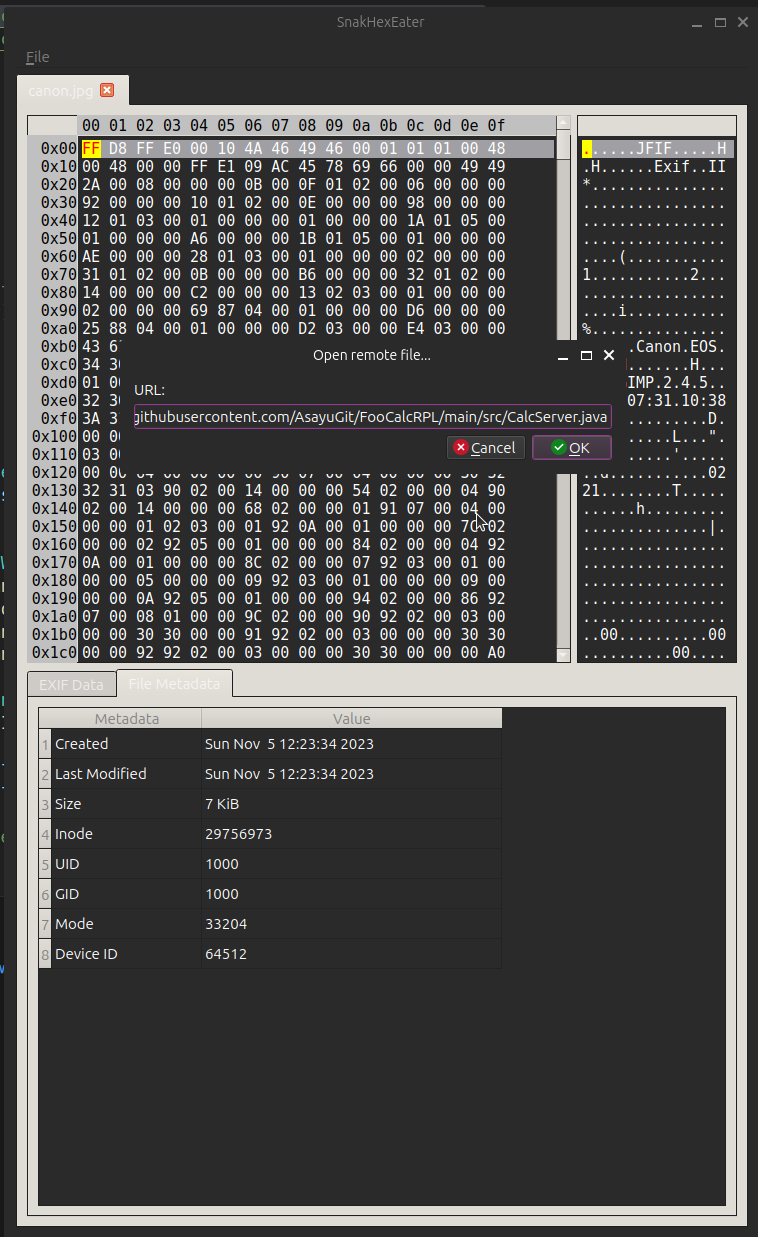 SnakHexEater
File
canon.jpg
00 01 02 03 04 05 06 07 08 09 0a 0b 0c 0d 0e 0f
0x00 FF D8 FF E0 00 10 4A 46 49 46 00 01 01 01 00 48 ......JFIF.....H
0x10 00 48 00 00 FF E1 09 AC 45 78 69 66 00 00 49 49 .H......Exif..II
0x20 2A 00 08 00 00 00 0B 00 0F 01 02 00 06 00 00 00 *...............
0x30 92 00 00 00 10 01 02 00 0E 00 00 00 98 00 00 00 ................
0x40 12 01 03 00 01 00 00 00 01 00 00 00 1A 01 05 00 ................
0x50 01 00 00 00 A6 00 00 00 1B 01 05 00 01 00 00 00 ................
0x60 AE 00 00 00 28 01 03 00 01 00 00 00 02 00 00 00 ....(...........
0x70 31 01 02 00 0B 00 00 00 B6 00 00 00 32 01 02 00 1...........2...
0x80 14 00 00 00 C2 00 00 00 13 02 03 00 01 00 00 00 ................
0x90 02 00 00 00 69 87 04 00 01 00 00 00 D6 00 00 00 ....i...........
0xa0 25 88 04 00 01 00 00 00 D2 03 00 00 E4 03 00 00 %...............
0xb0 43 6 .Canon.EOS.
0xc0 34 30 .......H...
0xd0 01 00 IMP.2.4.5..
0xe0 32 30 07:31.10:38
0xf0 3A 3 ..........D.
0x100 00 00 ......L...".
0x110 03 00 ......'.....
Open remote file...
URL:
githubusercontent.com/AsayuGit/FooCalcRPL/main/src/CalcServer.java
Cancel
OK
0x120 00 00 04 00 00 00 00 90 07 00 04 00 00 00 30 32 ..............02
0x130 32 31 03 90 02 00 14 00 00 00 54 02 00 00 04 90 21........T.....
0x140 02 00 14 00 00 00 68 02 00 00 01 91 07 00 04 00 ......h.........
0x150 00 00 01 02 03 00 01 92 0A 00 01 00 00 00 7C 02 ..............|.
0x160 00 00 02 92 05 00 01 00 00 00 84 02 00 00 04 92 ................
0x170 0A 00 01 00 00 00 8C 02 00 00 07 92 03 00 01 00 ................
0x180 00 00 05 00 00 00 09 92 03 00 01 00 00 00 09 00 ................
0x190 00 00 0A 92 05 00 01 00 00 00 94 02 00 00 86 92 ................
0x1a0 07 00 08 01 00 00 9C 02 00 00 90 92 02 00 03 00 ................
0x1b0 00 00 30 30 00 00 91 92 02 00 03 00 00 00 30 30 ..00..........00
0x1c0 00 00 92 92 02 00 03 00 00 00 30 30 00 00 00 A0 ..........00....
EXIF Data
File Metadata
Metadata Value
1 Created Sun Nov 5 12:23:34 2023
2 Last Modified Sun Nov 5 12:23:34 2023
3 Size 7 KiB
4 Inode 29756973
5 UID 1000
6 GID 1000
7 Mode 33204
8 Device ID 64512